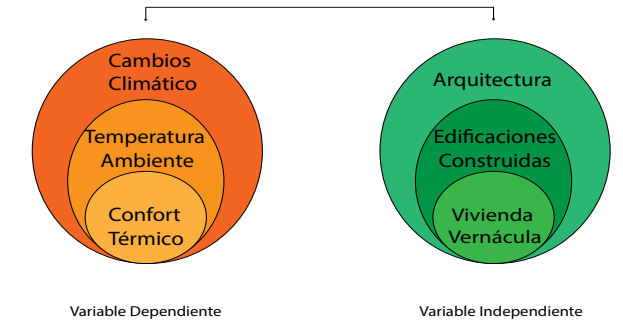 Cambios
Climático
Temperatura
Ambiente
Confort
Térmico
Variable Dependiente
Arquitectura
Edificaciones
Construidas
Vivienda
Vernácula
Variable Independiente